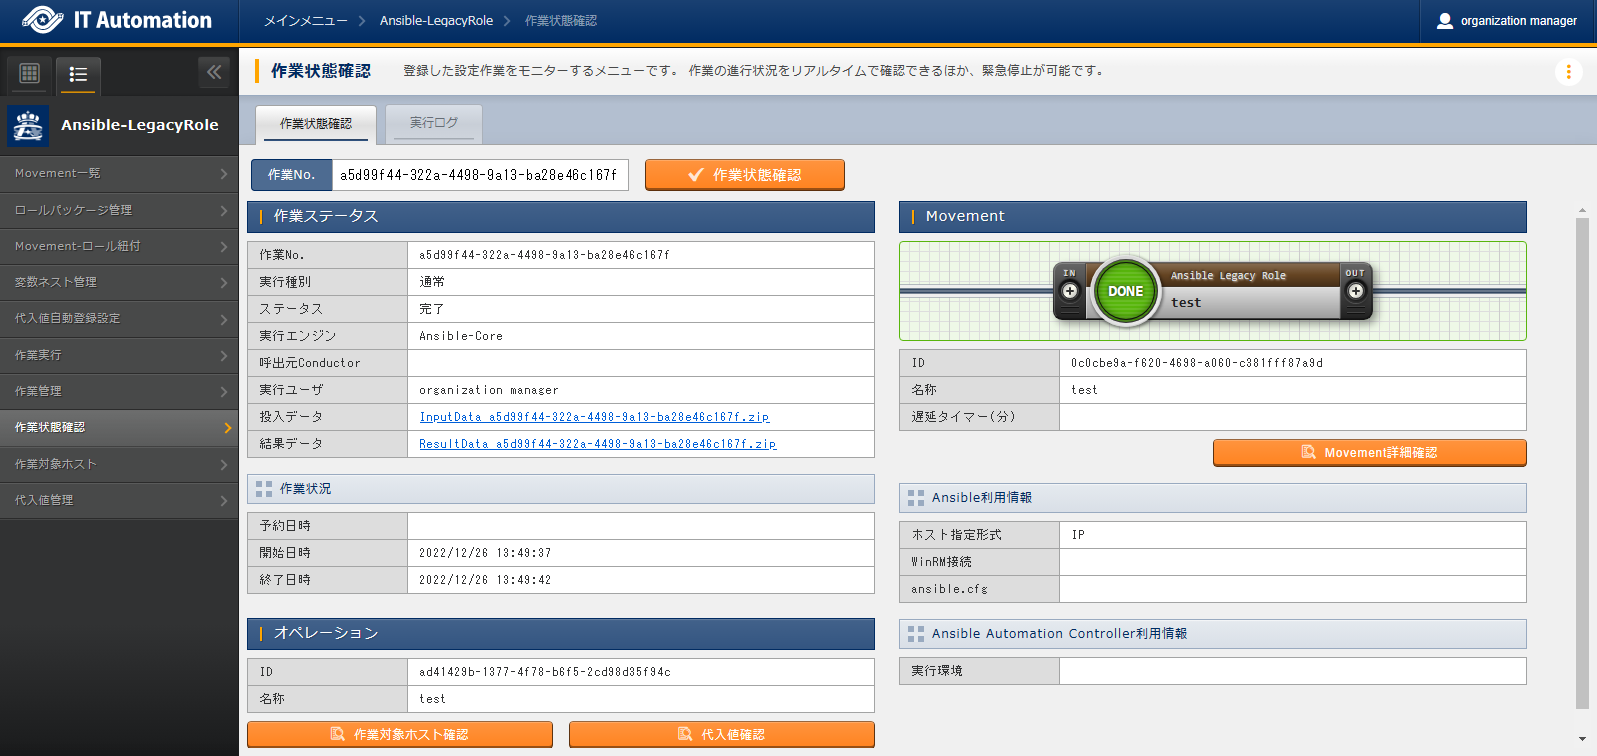 IT Automation
メインメニュー
Ansible-LegacyRole
作業状態確認
organization manager
Ansible-LegacyRole
Movement一覧
ロールパッケージ管理
Movement-ロール紐付
変数ネスト管理
代入値自動登録設定
作業実行
作業管理
作業状態確認
作業対象ホスト
代入値管理
作業状態確認
登録した設定作業をモニターするメニューです。 作業の進行状況をリアルタイムで確認できるほか、緊急停止が可能です。
作業状態確認
実行ログ
作業No.
a5d99f44-322a-4498-9a13-ba28e46c167f
作業状態確認
作業ステータス
作業No.
a5d99f44-322a-4498-9a13-ba28e46c167f
実行種別
通常
ステータス
完了
実行エンジン
Ansible-Core
呼出元Conductor
実行ユーザ
organization manager
投入データ
InputData_a5d99f44-322a-4498-9a13-ba28e46c167f.zip
結果データ
ResultData_a5d99f44-322a-4498-9a13-ba28e46c167f.zip
作業状況
予約日時
開始日時
2022/12/26 13:49:37
終了日時
2022/12/26 13:49:42
オペレーション
ID
ad41429b-1377-4f78-b6f5-2cd98d35f94c
名称
test
作業対象ホスト確認
代入値確認
Movement
IN
DONE
Ansible Legacy Role
test
OUT
ID
0c0cbe9a-f620-4698-a060-c381fff87a9d
名称
test
遅延タイマー(分)
Movement詳細確認
Ansible利用情報
ホスト指定形式
IP
WinRM接続
ansible.cfg
Ansible Automation Controller利用情報
実行環境